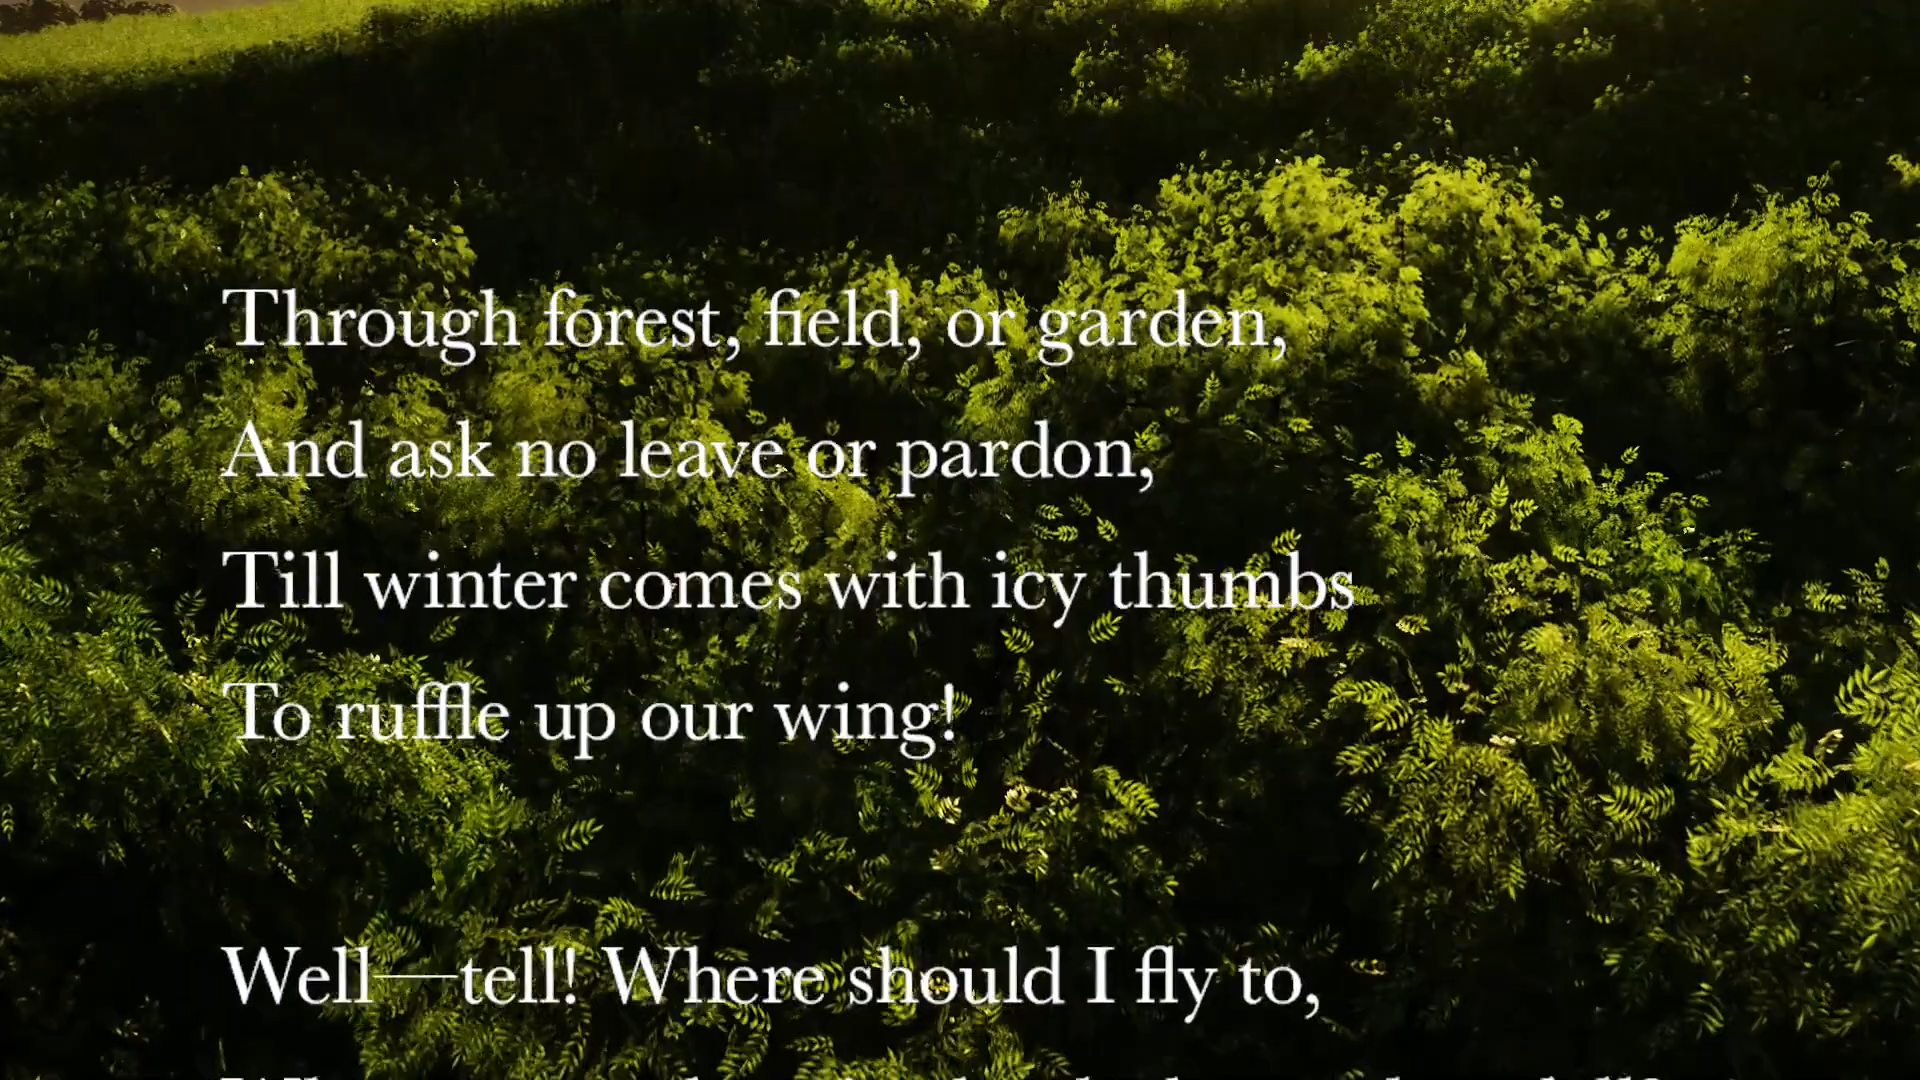 Through forest, field, or garden,
And ask no leave or pardon,
Till winter comes with icy thumbs
To ruffle up our wing!
Well—tell! Where should I fly to,